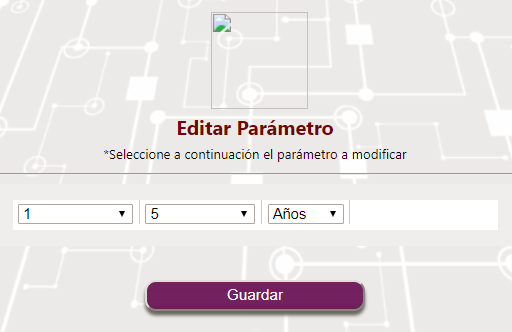 Editar Parámetro
*Seleccione a continuación el parámetro a modificar
1 5 Años
Guardar